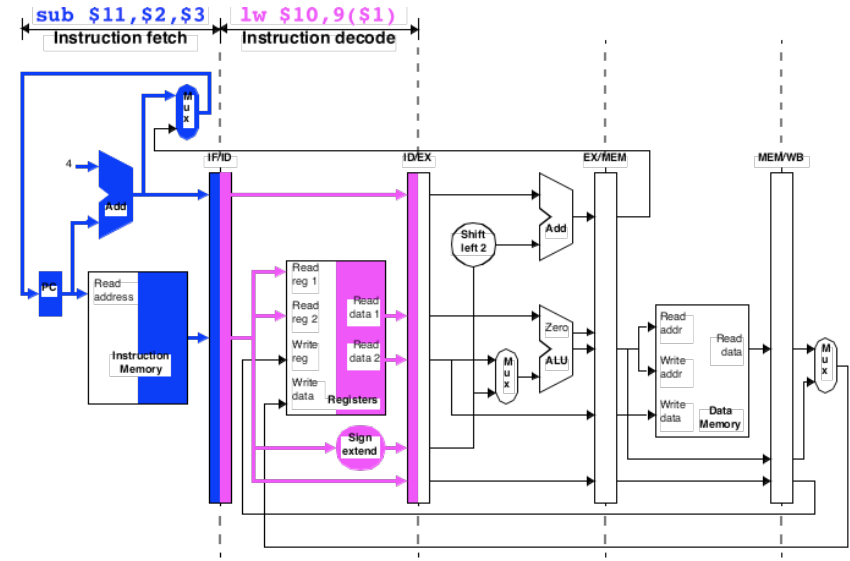 sub $11,$2,$3
lw $10,9($1)
Instruction fetch
Instruction decode
M
u
x
4
Add
IF/ID
ID/EX
EX/MEM
MEM/WB
Shift
left 2
Add
PC
Read
address
Instruction
Memory
Read
reg 1
Read
reg 2
Write
reg
Write
data
Read
data 1
Read
data 2
Registers
Sign
extend
M
u
x
Zero
ALU
Read
addr
Write
addr
Write
data
Read
data
Data
Memory
M
u
x